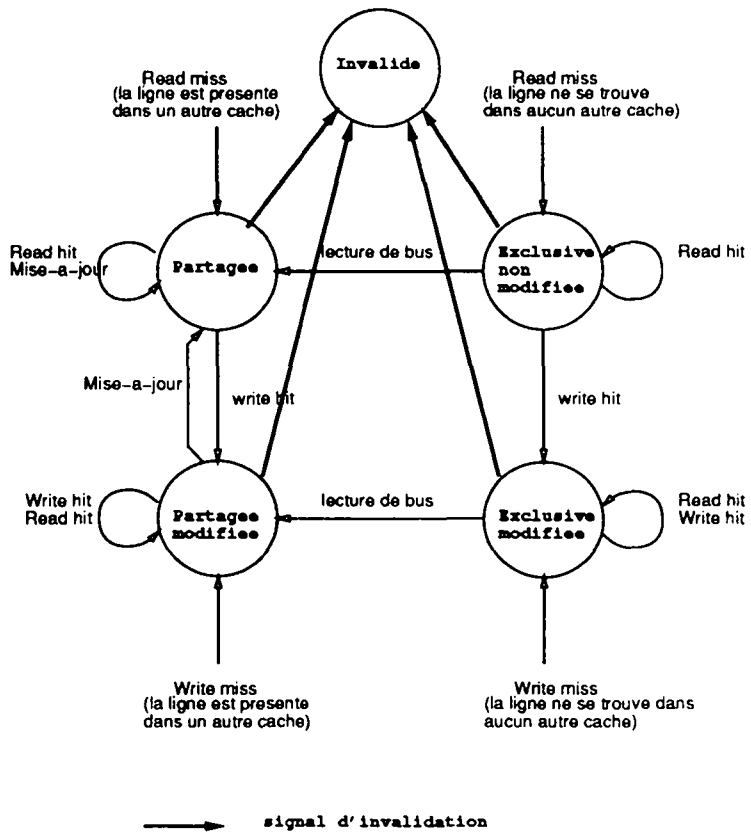 Invalide
Read miss
(la ligne est presente
dans un autre cache)
Read miss
(la ligne ne se trouve
dans aucun autre cache)
Read hit
Mise-a-jour
Partagee
lecture de bus
Exclusive
non
modifiee
Read hit
Mise-a-jour
write hit
write hit
Write hit
Read hit
Partagee
modifiee
lecture de bus
Exclusive
modifiee
Read hit
Write hit
Write miss
(la ligne est presente
dans un autre cache)
Write miss
(la ligne ne se trouve dans
aucun autre cache)
signal d'invalidation